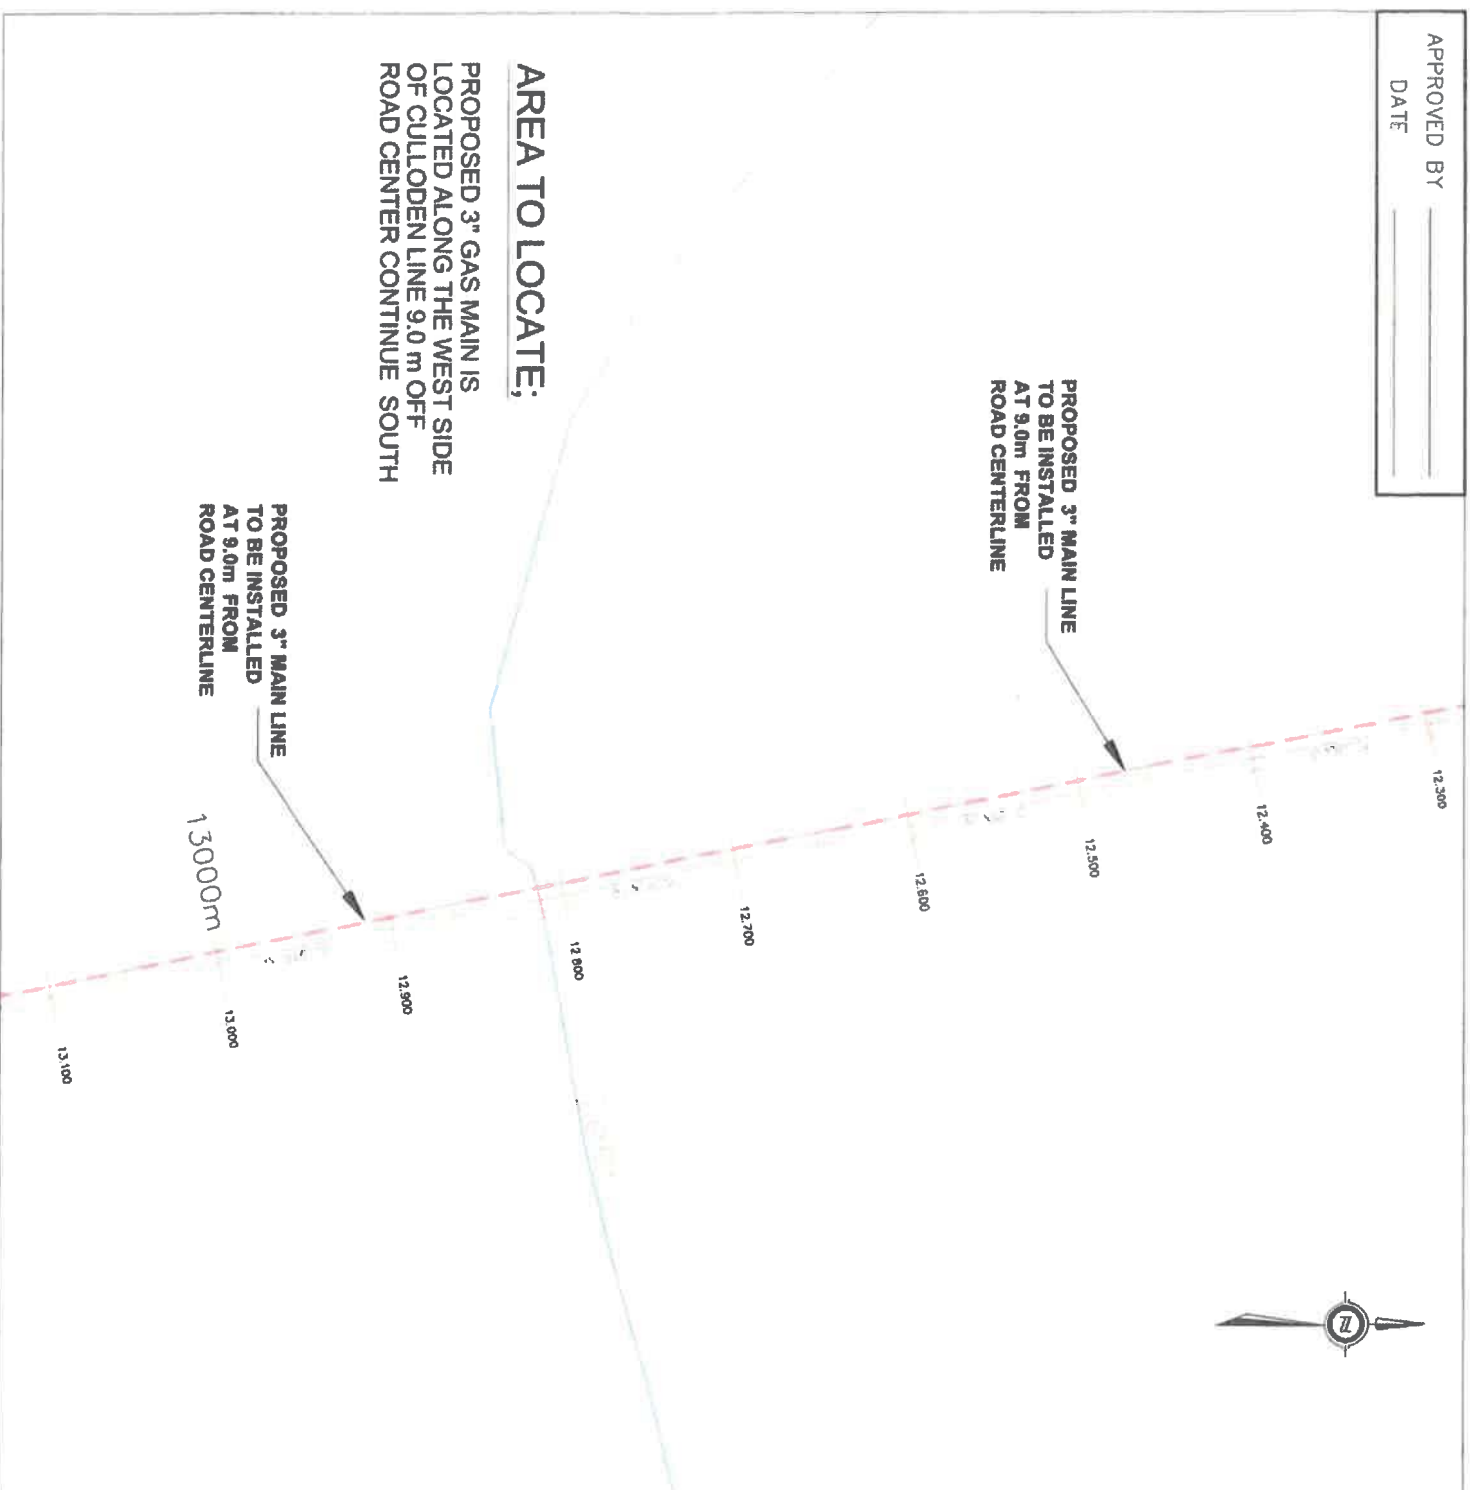 APPROVED BY
DATE
12.300
12.400
12.500
12.600
12.700
12 800
12.900
13.000
13.100
PROPOSED 3" MAIN LINE
TO BE INSTALLED
AT 9.0m FROM
ROAD CENTERLINE
AREA TO LOCATE;
PROPOSED 3" GAS MAIN IS
LOCATED ALONG THE WEST SIDE
OF CULLODEN LINE 9.0 m OFF
ROAD CENTER CONTINUE SOUTH
PROPOSED 3" MAIN LINE
TO BE INSTALLED
AT 9.0m FROM
ROAD CENTERLINE
13000m
N